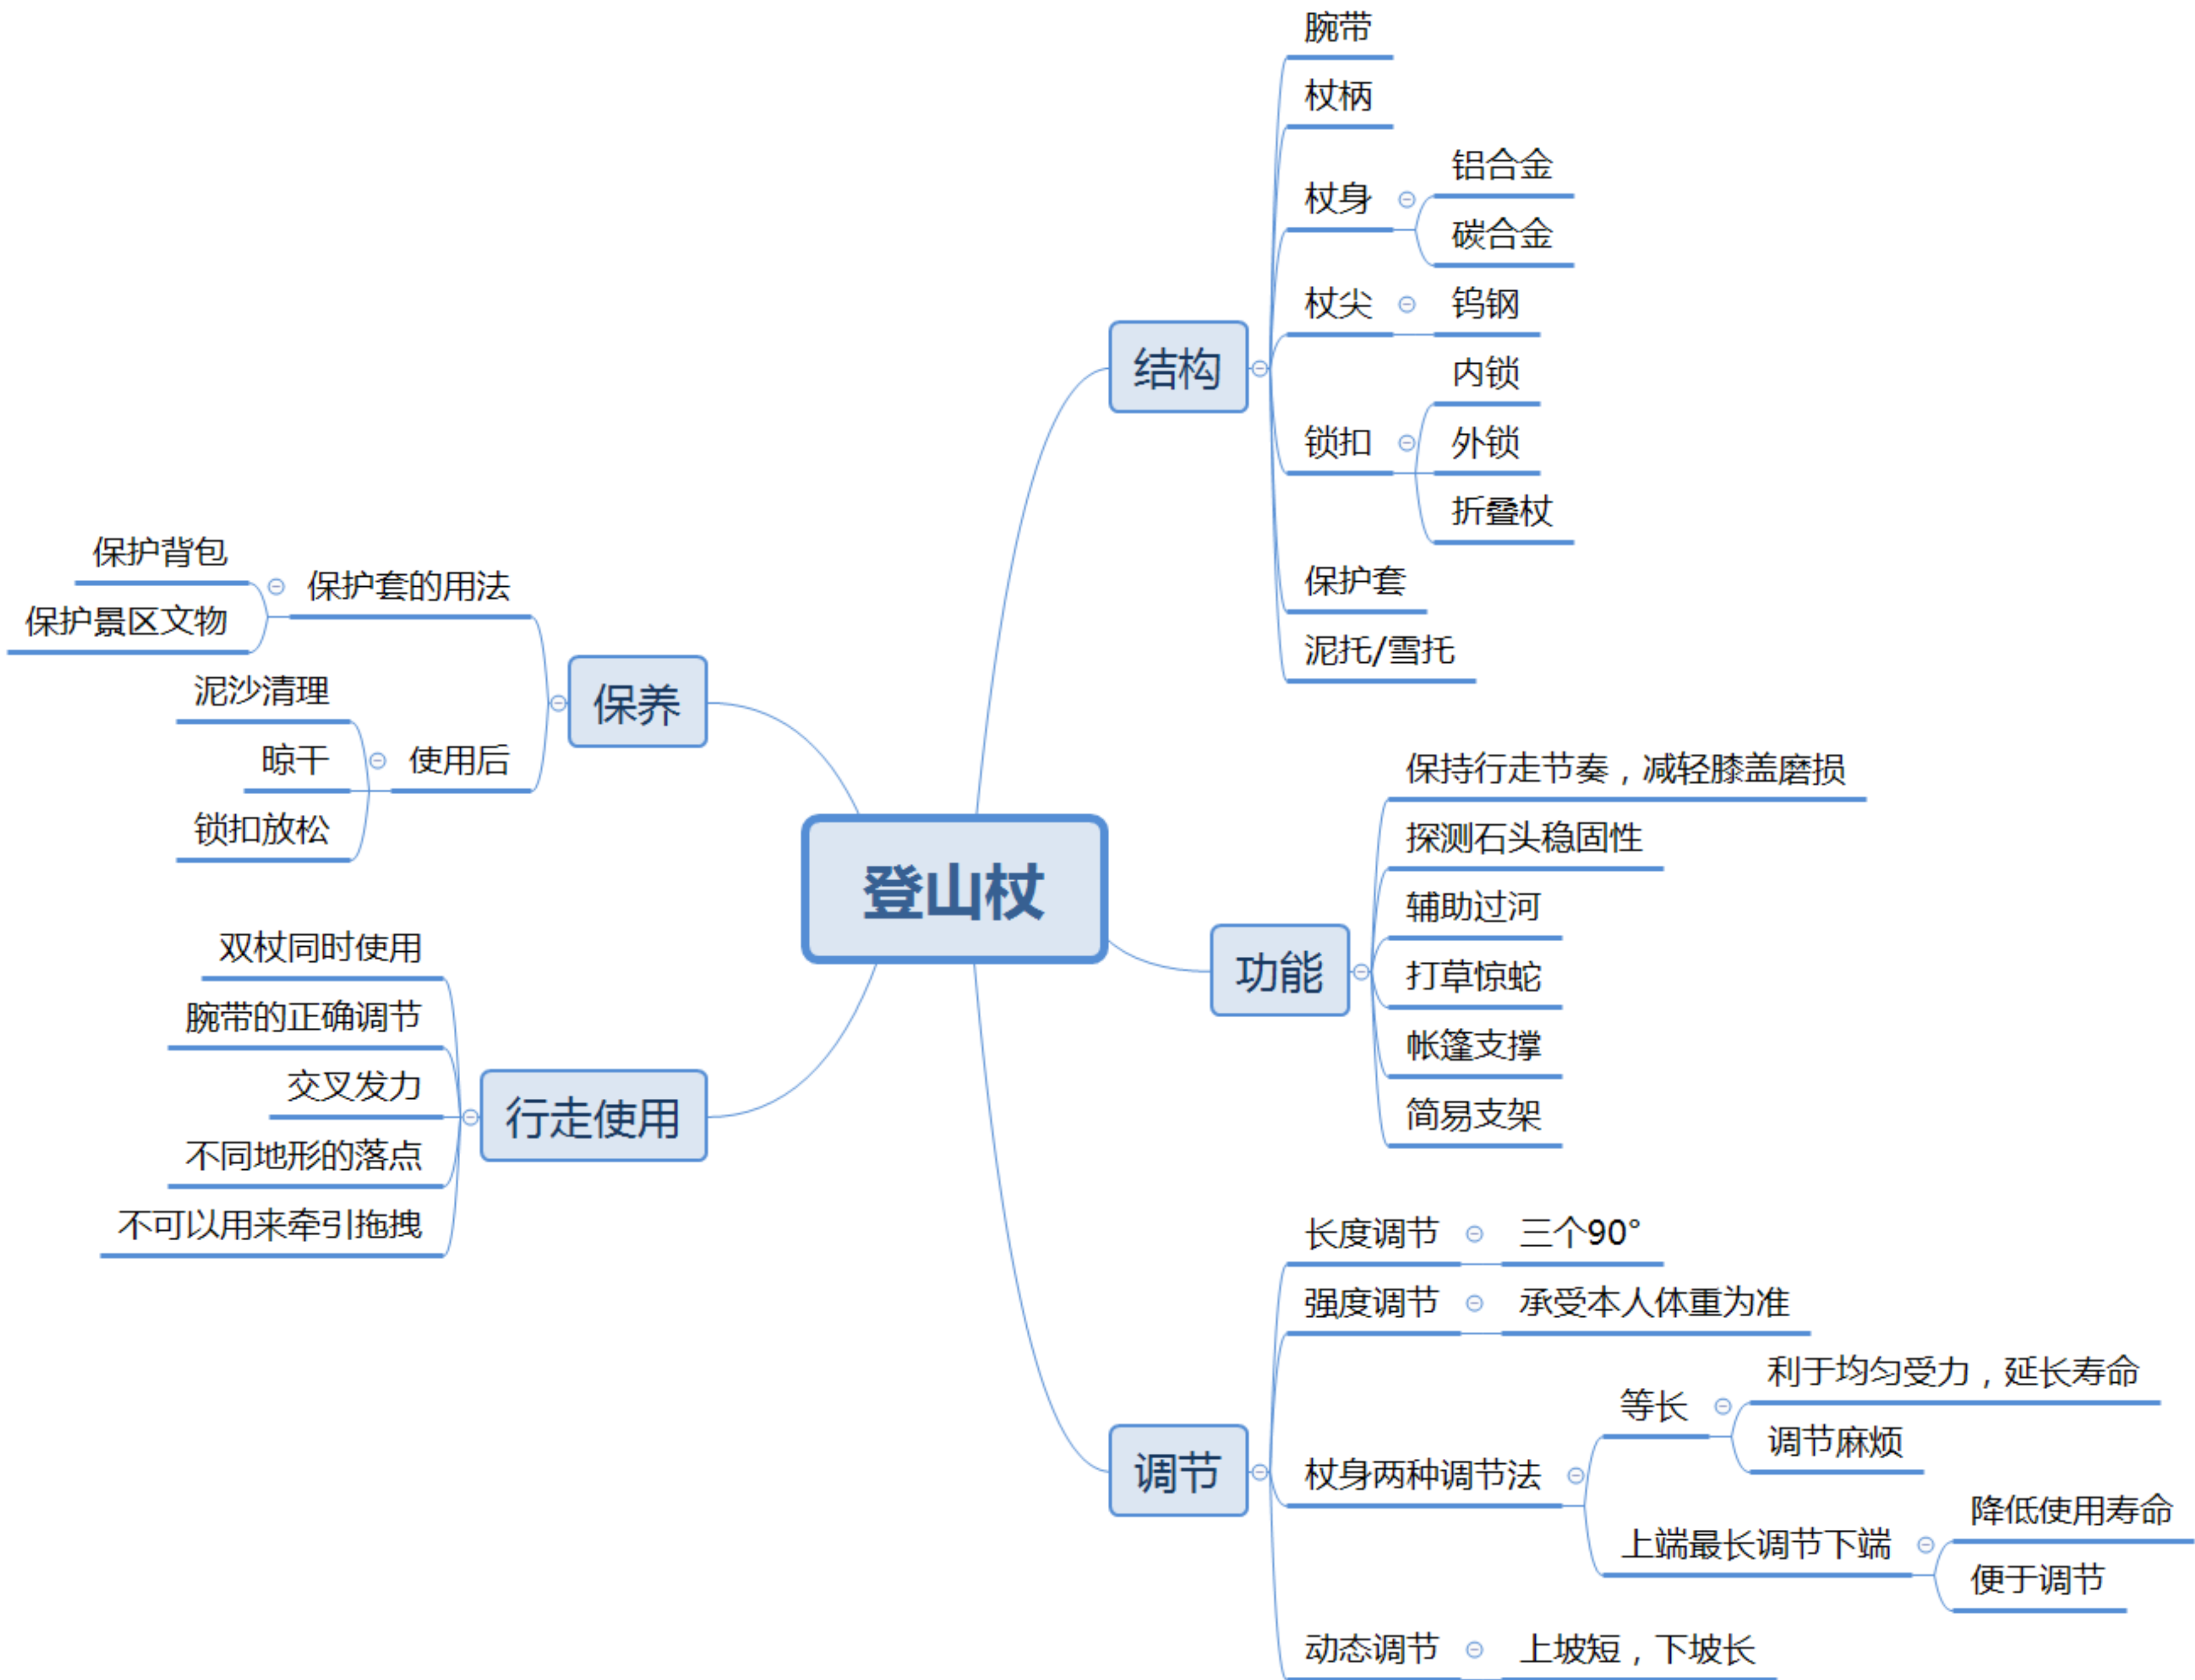 登山杖
结构
腕带
杖柄
杖身
铝合金
碳合金
杖尖
钨钢
锁扣
内锁
外锁
折叠杖
保护套
泥托/雪托
功能
保持行走节奏，减轻膝盖磨损
探测石头稳固性
辅助过河
打草惊蛇
帐篷支撑
简易支架
调节
长度调节
三个90°
强度调节
承受本人体重为准
杖身两种调节法
等长
利于均匀受力，延长寿命
调节麻烦
上端最长调节下端
降低使用寿命
便于调节
动态调节
上坡短，下坡长
行走使用
双杖同时使用
腕带的正确调节
交叉发力
不同地形的落点
不可以用来牵引拖拽
保养
保护套的用法
保护背包
保护景区文物
使用后
泥沙清理
晾干
锁扣放松